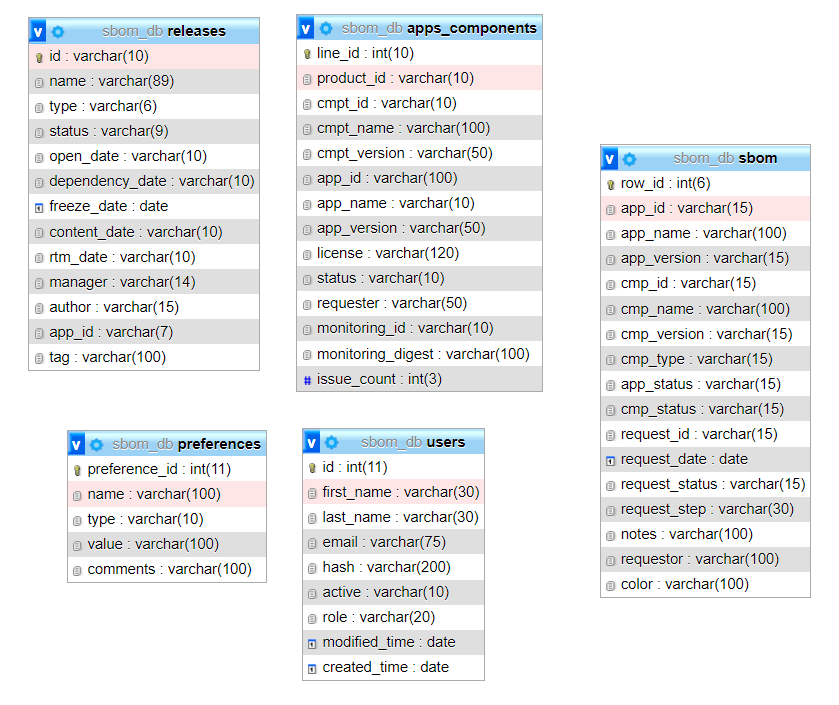 v sbom_db releases
id : varchar(10)
name : varchar(89)
type : varchar(6)
status : varchar(9)
open_date : varchar(10)
dependency_date : varchar(10)
freeze_date : date
content_date : varchar(10)
rtm_date : varchar(10)
manager : varchar(14)
author : varchar(15)
app_id : varchar(7)
tag : varchar(100)
v sbom_db apps_components
line_id : int(10)
product_id : varchar(10)
cmpt_id : varchar(10)
cmpt_name : varchar(100)
cmpt_version : varchar(50)
app_id : varchar(100)
app_name : varchar(10)
app_version : varchar(50)
license : varchar(120)
status : varchar(10)
requester : varchar(50)
monitoring_id : varchar(10)
monitoring_digest : varchar(100)
# issue_count : int(3)
v sbom_db sbom
row_id : int(6)
app_id : varchar(15)
app_name : varchar(100)
app_version : varchar(15)
cmp_id : varchar(15)
cmp_name : varchar(100)
cmp_version : varchar(15)
cmp_type : varchar(15)
app_status : varchar(15)
cmp_status : varchar(15)
request_id : varchar(15)
request_date : date
request_status : varchar(15)
request_step : varchar(30)
notes : varchar(100)
requestor : varchar(100)
color : varchar(100)
v sbom_db preferences
preference_id : int(11)
name : varchar(100)
type : varchar(10)
value : varchar(100)
comments : varchar(100)
v sbom_db users
id : int(11)
first_name : varchar(30)
last_name : varchar(30)
email : varchar(75)
hash : varchar(200)
active : varchar(10)
role : varchar(20)
modified_time : date
created_time : date